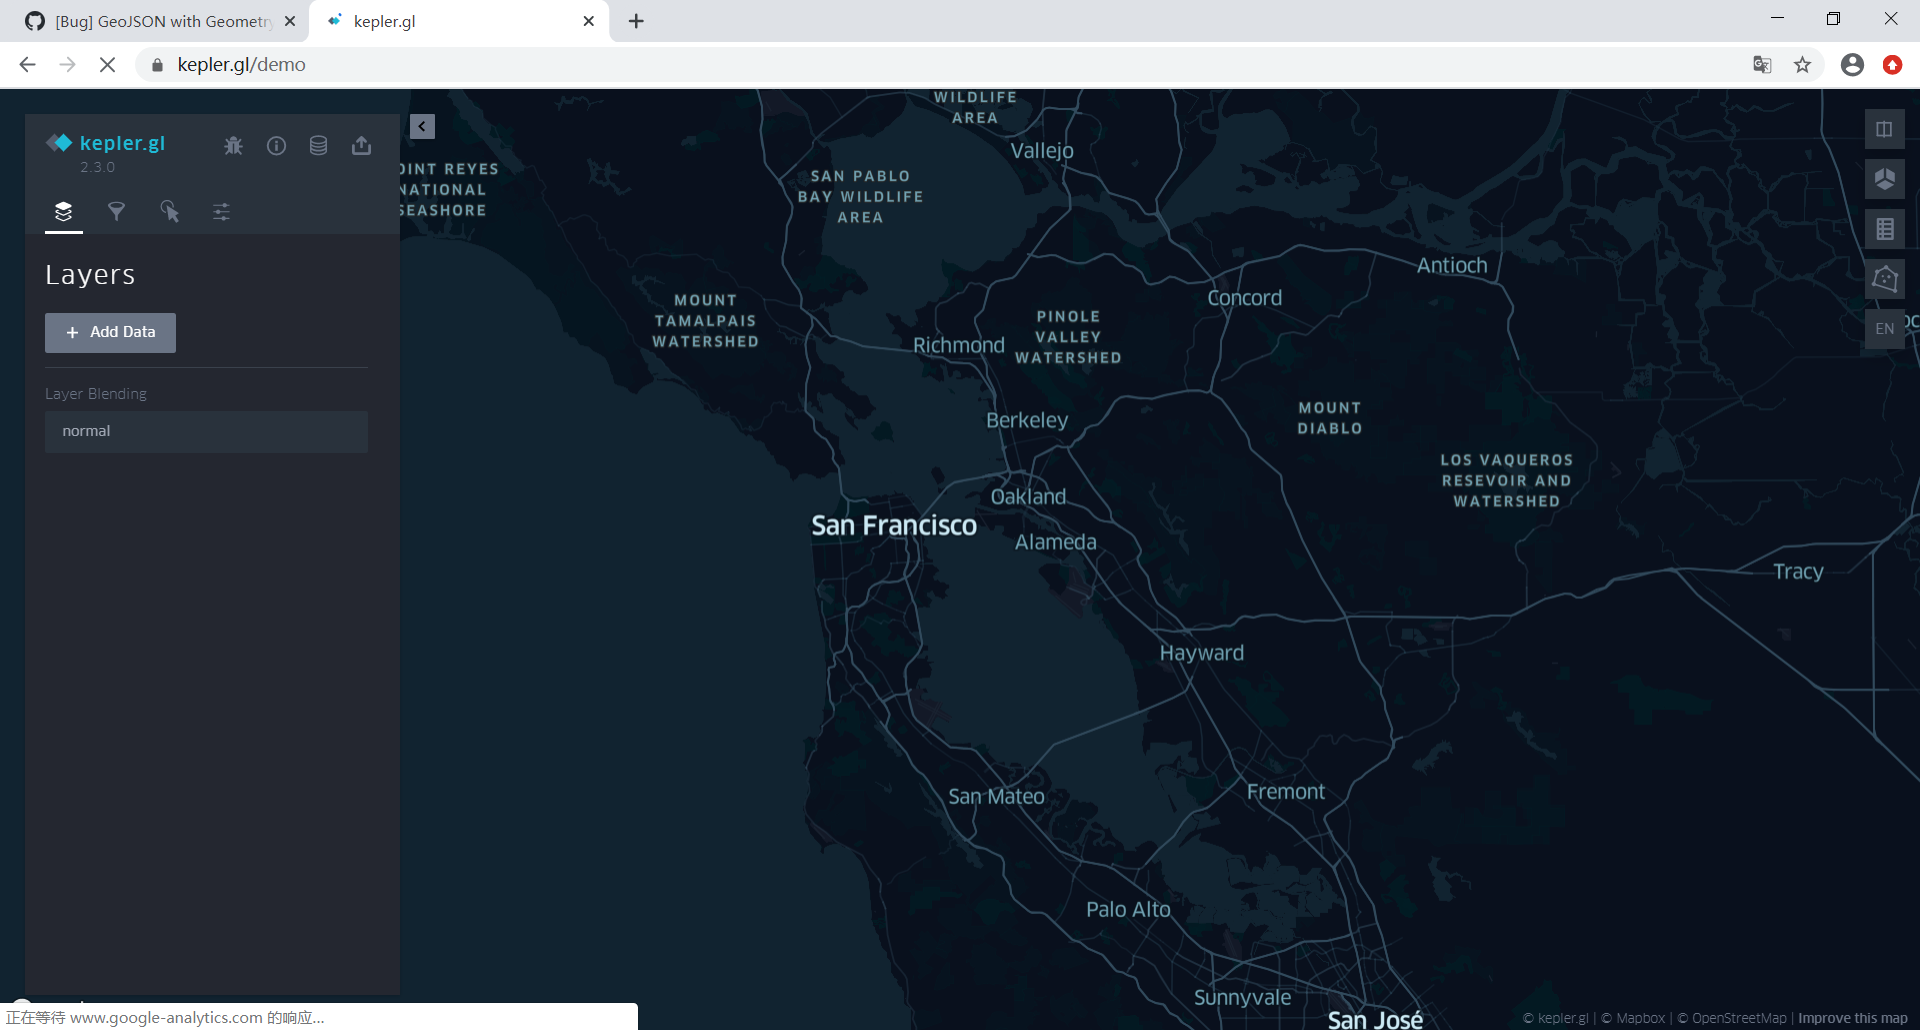 [Bug] GeoJSON with Geometry
kepler.gl
kepler.gl/demo
kepler.gl
2.3.0
Layers
+ Add Data
Layer Blending
normal
WILDLIFE
AREA
Vallejo
OINT REYES
NATIONAL
SEASHORE
SAN PABLO
BAY WILDLIFE
AREA
Antioch
Concord
MOUNT
TAMALPAIS
WATERSHED
PINOLE
VALLEY
WATERSHED
Richmond
EN
Berkeley
MOUNT
DIABLO
LOS VAQUEROS
RESEVOIR AND
WATERSHED
Oakland
San Francisco
Alameda
Tracy
Hayward
San Mateo
Fremont
Palo Alto
Sunnyvale
San José
正在等待 www.google-analytics.com 的响应...
© kepler.gl | © Mapbox | © OpenStreetMap | Improve this map